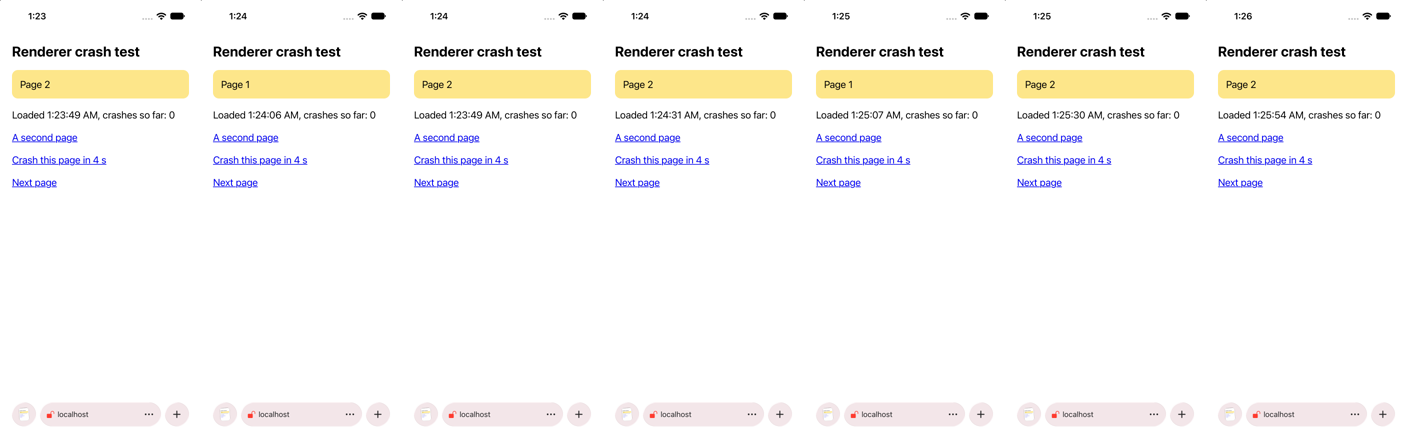 1:23
Renderer crash test
Page 2
Loaded 1:23:49 AM, crashes so far: 0
A second page
Crash this page in 4 s
Next page
localhost
1:24
Renderer crash test
Page 1
Loaded 1:24:06 AM, crashes so far: 0
A second page
Crash this page in 4 s
Next page
localhost
1:24
Renderer crash test
Page 2
Loaded 1:23:49 AM, crashes so far: 0
A second page
Crash this page in 4 s
Next page
localhost
1:24
Renderer crash test
Page 2
Loaded 1:24:31 AM, crashes so far: 0
A second page
Crash this page in 4 s
Next page
localhost
1:25
Renderer crash test
Page 1
Loaded 1:25:07 AM, crashes so far: 0
A second page
Crash this page in 4 s
Next page
localhost
1:25
Renderer crash test
Page 2
Loaded 1:25:30 AM, crashes so far: 0
A second page
Crash this page in 4 s
Next page
localhost
1:26
Renderer crash test
Page 2
Loaded 1:25:54 AM, crashes so far: 0
A second page
Crash this page in 4 s
Next page
localhost